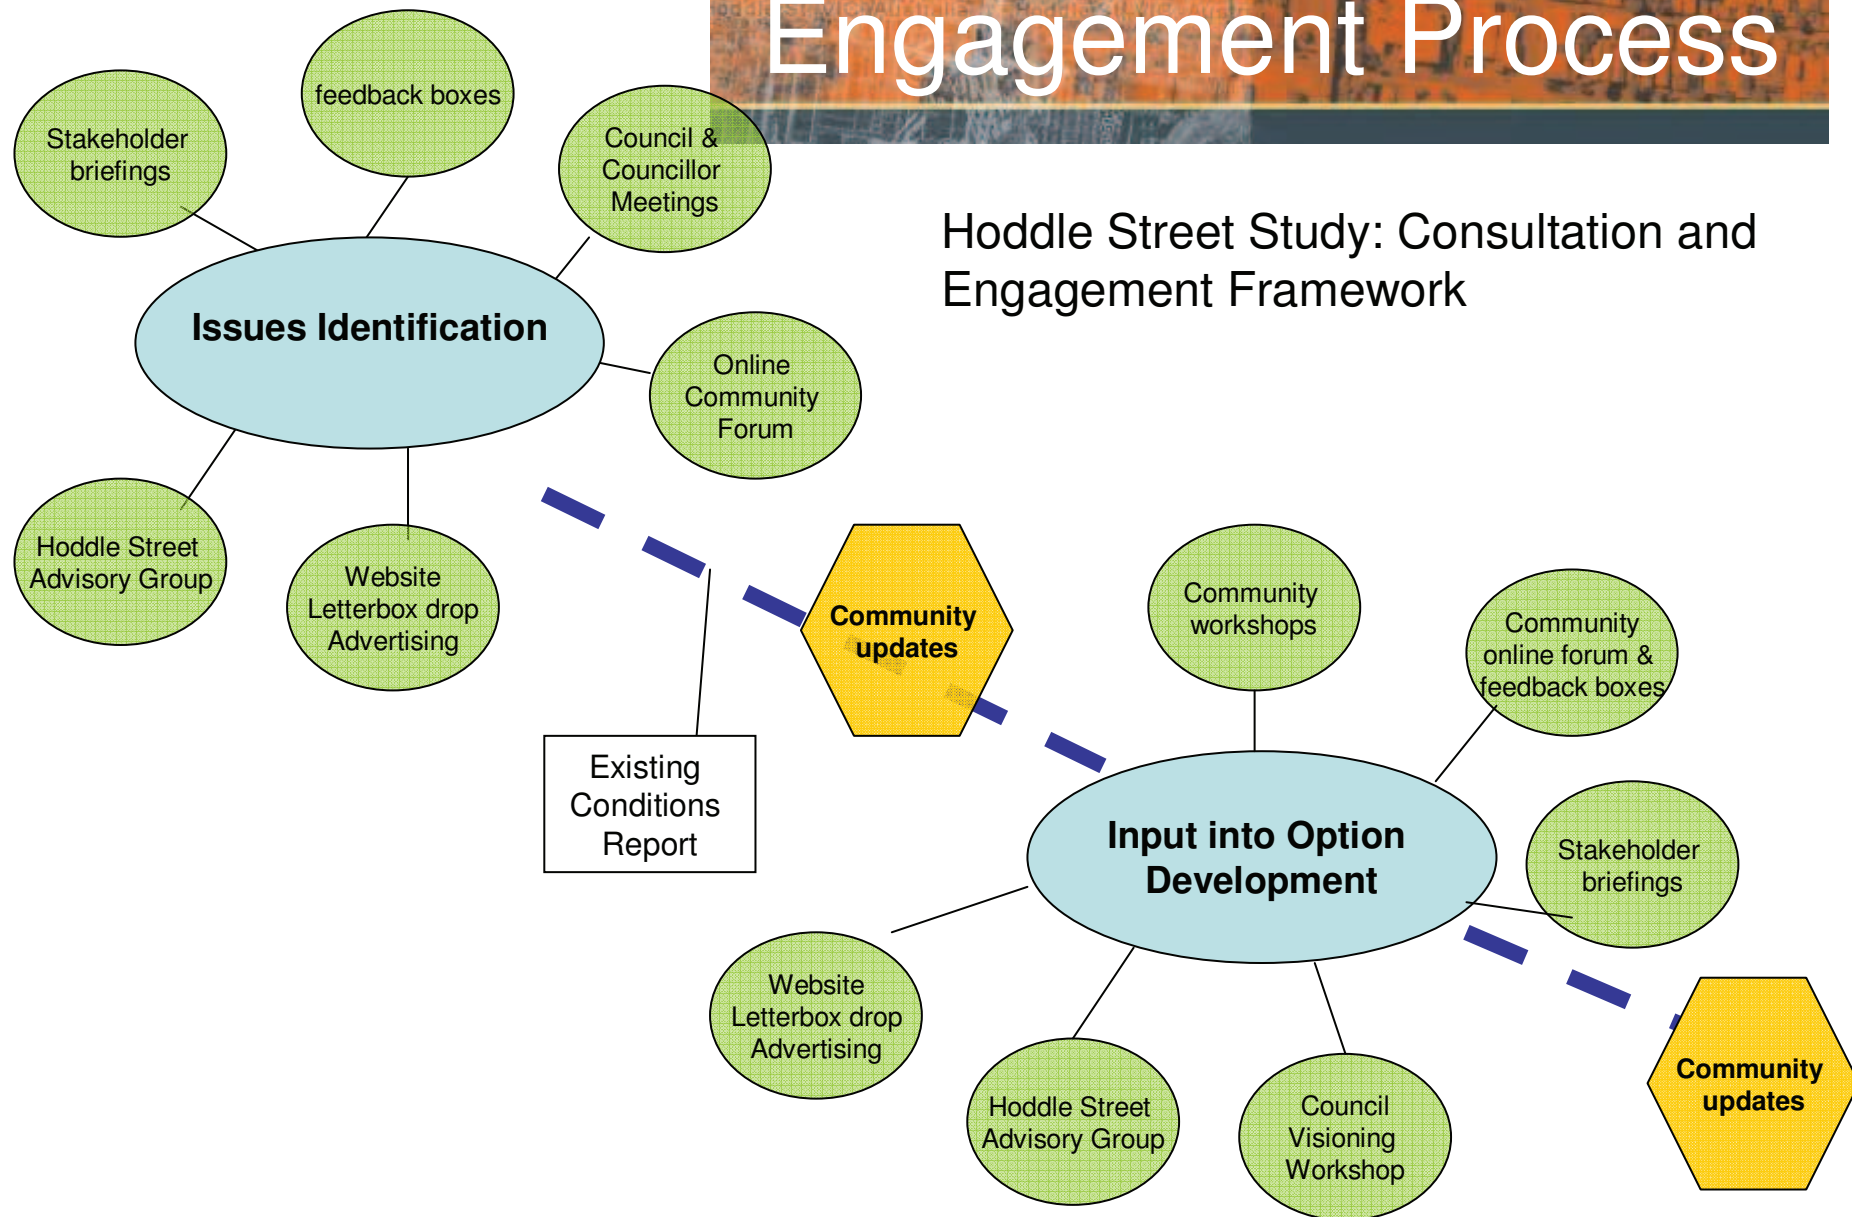 Engagement Process
Hoddle Street Study: Consultation and
Engagement Framework
feedback boxes
Stakeholder
briefings
Council &
Councillor
Meetings
Issues Identification
Online
Community
Forum
Hoddle Street
Advisory Group
Website
Letterbox drop
Advertising
Community
updates
Existing
Conditions
Report
Community
workshops
Community
online forum &
feedback boxes
Input into Option
Development
Stakeholder
briefings
Website
Letterbox drop
Advertising
Hoddle Street
Advisory Group
Council
Visioning
Workshop
Community
updates